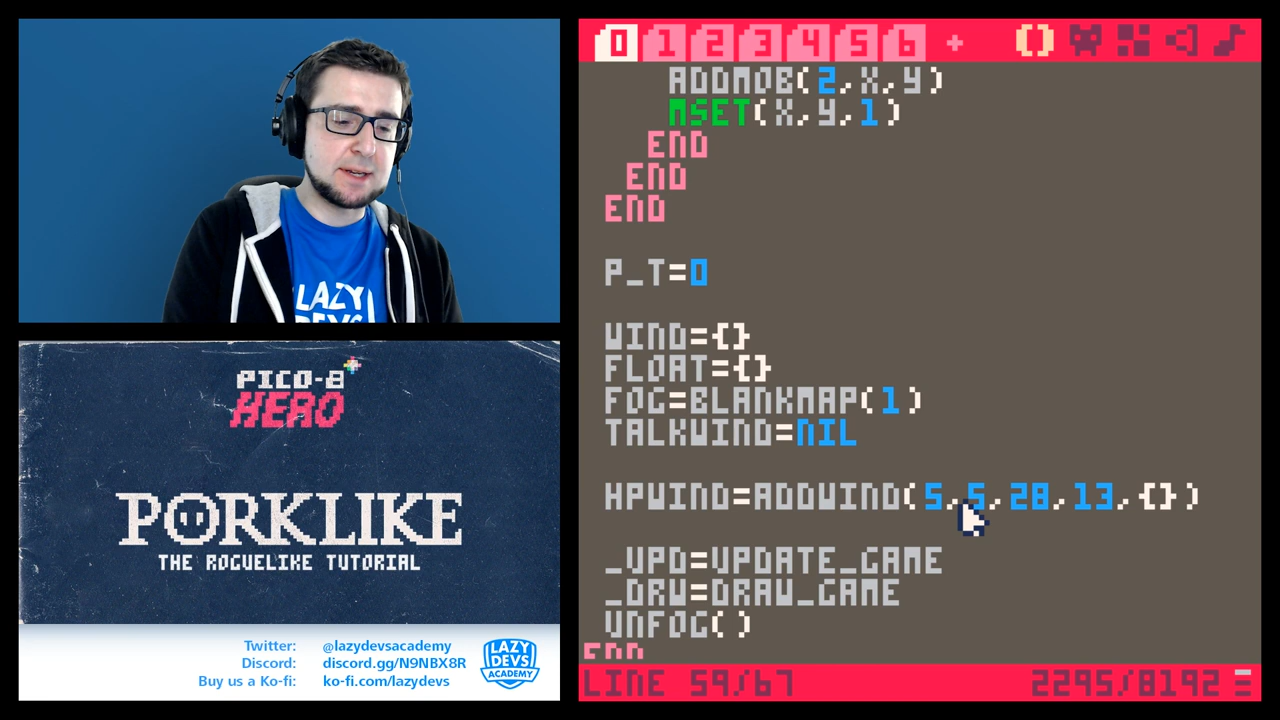 LAZY
DEVS
PICO-8
HERO
PORKLIKE
THE ROGUELIKE TUTORIAL
Twitter: @lazydevsacademy
Discord: discord.gg/N9NBX8R
Buy us a Ko-fi: ko-fi.com/lazydevs
LAZY
DEVS
ACADEMY
0 1 2 3 4 5 6 +
ADDMOB(2,X,Y)
MSET(X,Y,1)
END
END
END
P_T=0
WIND={}
FLOAT={}
FOG=BLANKMAP(1)
TALKWIND=NIL
HPWIND=ADDWIND(5,5,28,13,{})
_UPD=UPDATE_GAME
_DRW=DRAW_GAME
UNFOG()
END
LINE 59/67 2295/8192